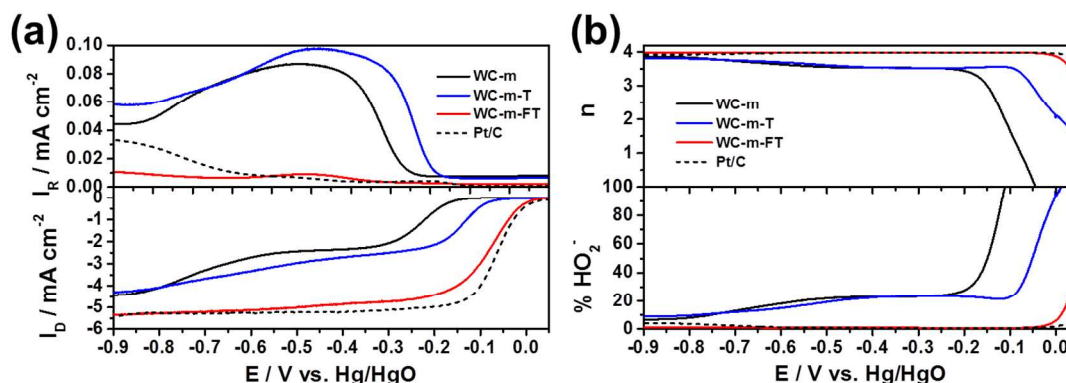 (a)
I_R / mA cm⁻²
0.10
0.08
0.06
0.04
0.02
0.00
WC-m
WC-m-T
WC-m-FT
Pt/C
I_D / mA cm⁻²
0
-1
-2
-3
-4
-5
-6
-0.9 -0.8 -0.7 -0.6 -0.5 -0.4 -0.3 -0.2 -0.1 0.0
E / V vs. Hg/HgO
(b)
n
4
3
2
1
WC-m
WC-m-T
WC-m-FT
Pt/C
% HO₂⁻
100
80
60
40
20
0
-0.9 -0.8 -0.7 -0.6 -0.5 -0.4 -0.3 -0.2 -0.1 0.0
E / V vs. Hg/HgO